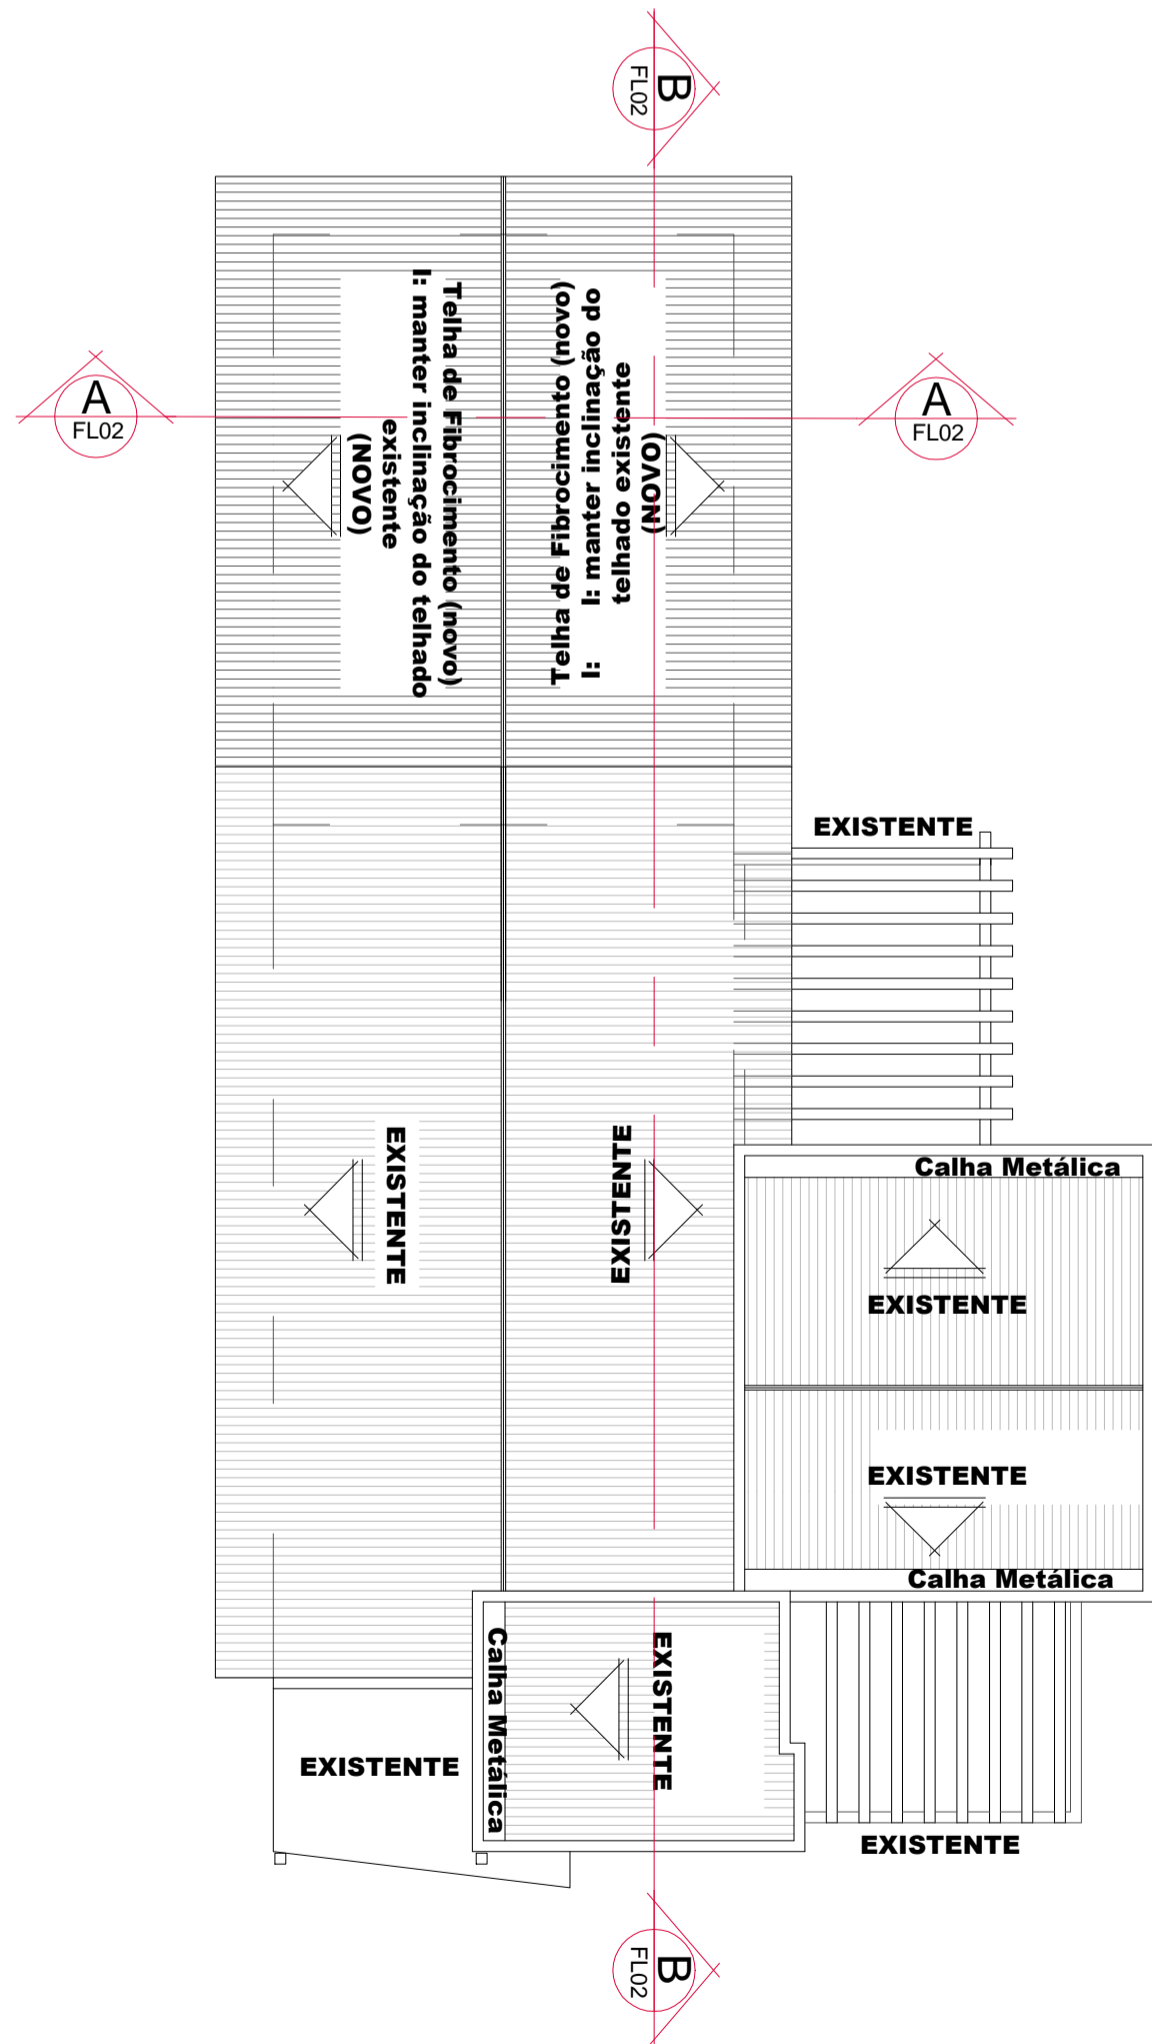 B
FL02
A
FL02
A
FL02
Telha de Fibrocimento (novo)
I: manter inclinação do telhado
existente
(NOVO)
Telha de Fibrocimento (novo)
I: I: manter inclinação do
telhado existente
(NOVO)
EXISTENTE
EXISTENTE
EXISTENTE
Calha Metálica
EXISTENTE
EXISTENTE
Calha Metálica
Calha Metálica
EXISTENTE
EXISTENTE
EXISTENTE
B
FL02